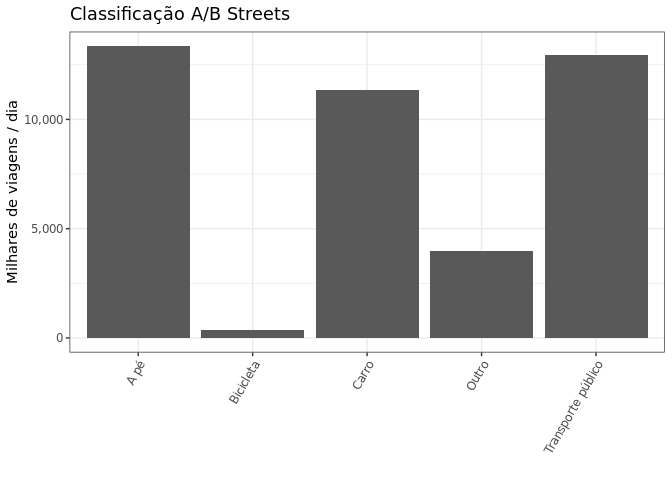 Classificação A/B Streets
Milhares de viagens / dia
10,000
5,000
0
A pé
Bicicleta
Carro
Outro
Transporte público